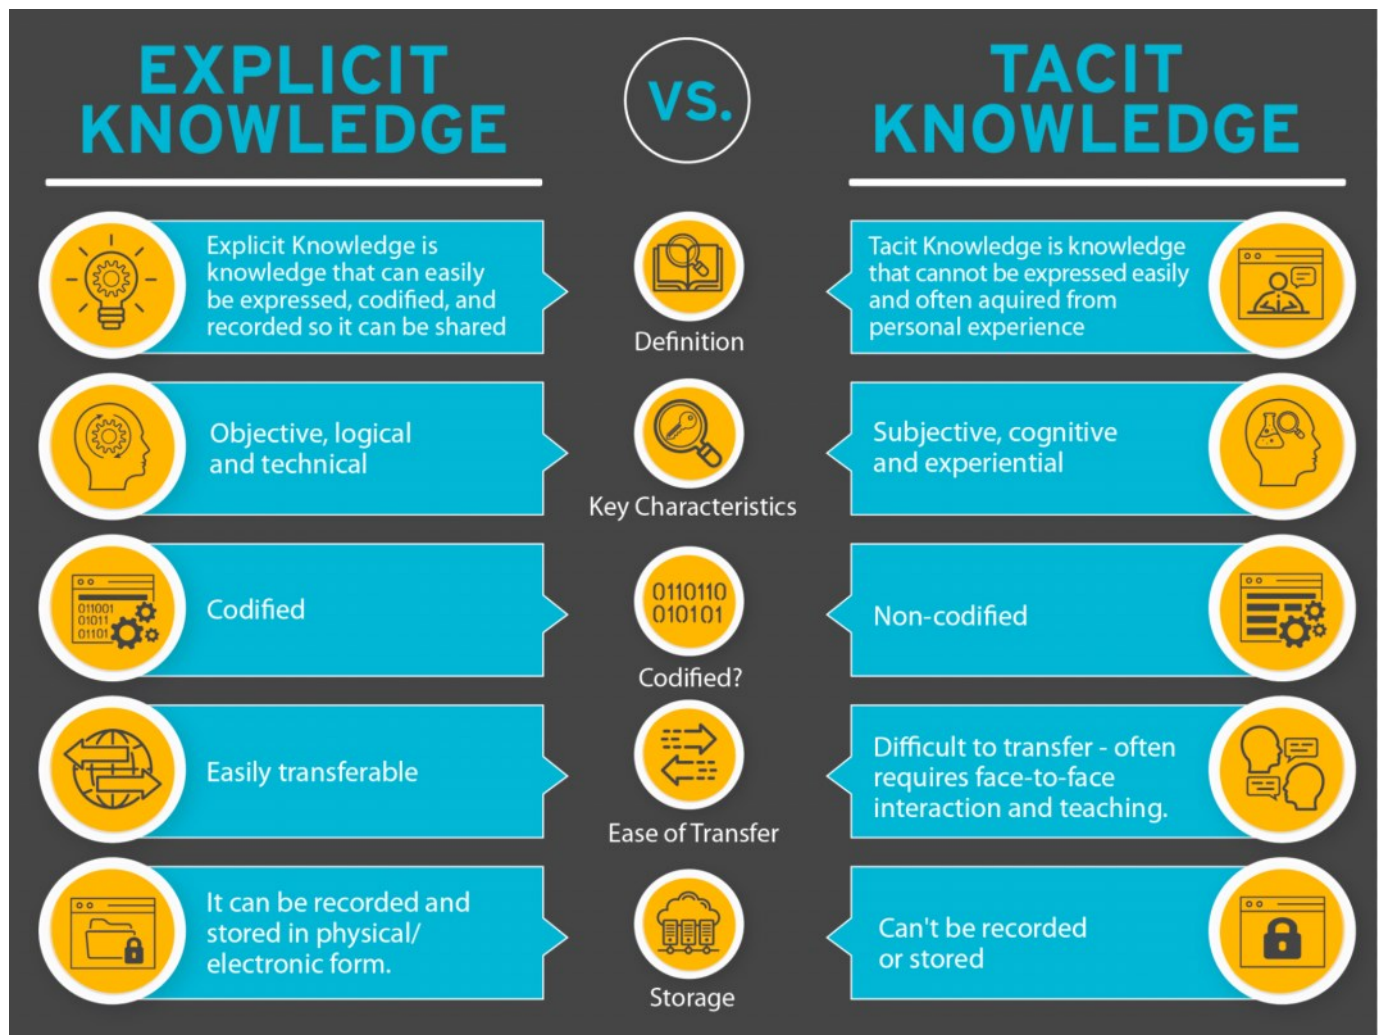 EXPLICIT
KNOWLEDGE
VS.
TACIT
KNOWLEDGE
Explicit Knowledge is
knowledge that can easily
be expressed, codified, and
recorded so it can be shared
Definition
Tacit Knowledge is knowledge
that cannot be expressed easily
and often aquired from
personal experience
Objective, logical
and technical
Key Characteristics
Subjective, cognitive
and experiential
011001
01011
01101
Codified
0110110
010101
Codified?
Non-codified
Easily transferable
Ease of Transfer
Difficult to transfer - often
requires face-to-face
interaction and teaching.
It can be recorded and
stored in physical/
electronic form.
Storage
Can't be recorded
or stored